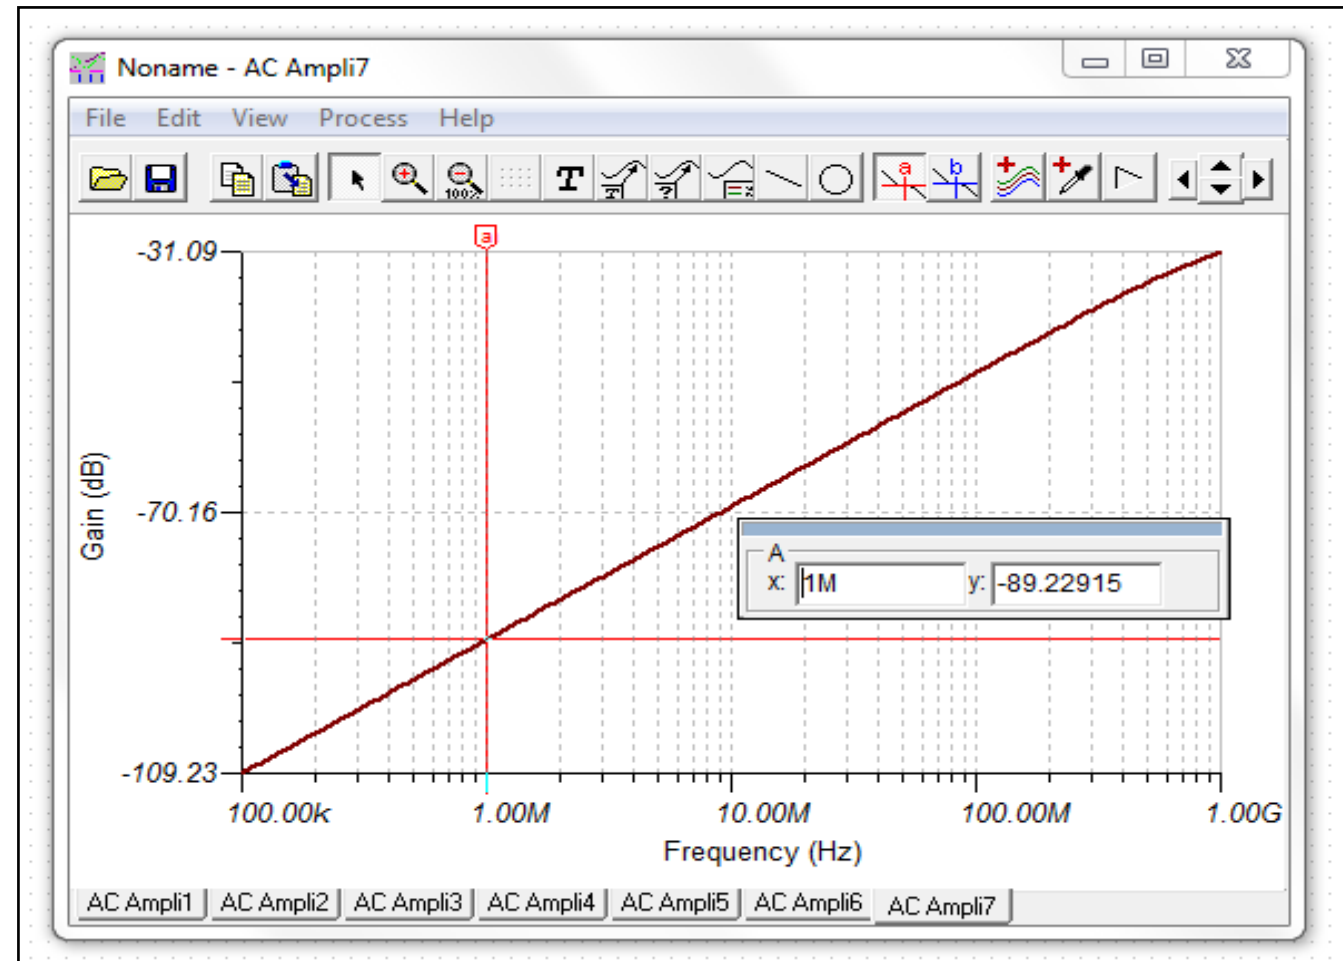 Noname - AC Ampli7
File Edit View Process Help
100%
T
T
?
a
b
a
-31.09
-70.16
-109.23
Gain (dB)
A
x: 1M y: -89.22915
100.00k 1.00M 10.00M 100.00M 1.00G
Frequency (Hz)
AC Ampli1 AC Ampli2 AC Ampli3 AC Ampli4 AC Ampli5 AC Ampli6 AC Ampli7